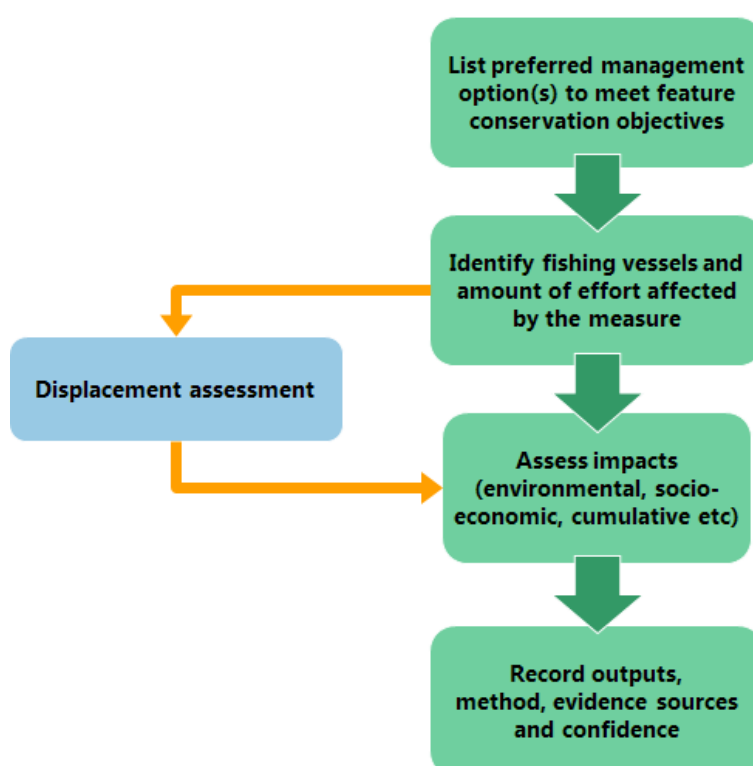 List preferred management
option(s) to meet feature
conservation objectives
Identify fishing vessels and
amount of effort affected
by the measure
Displacement assessment
Assess impacts
(environmental, socio-
economic, cumulative etc)
Record outputs,
method, evidence sources
and confidence